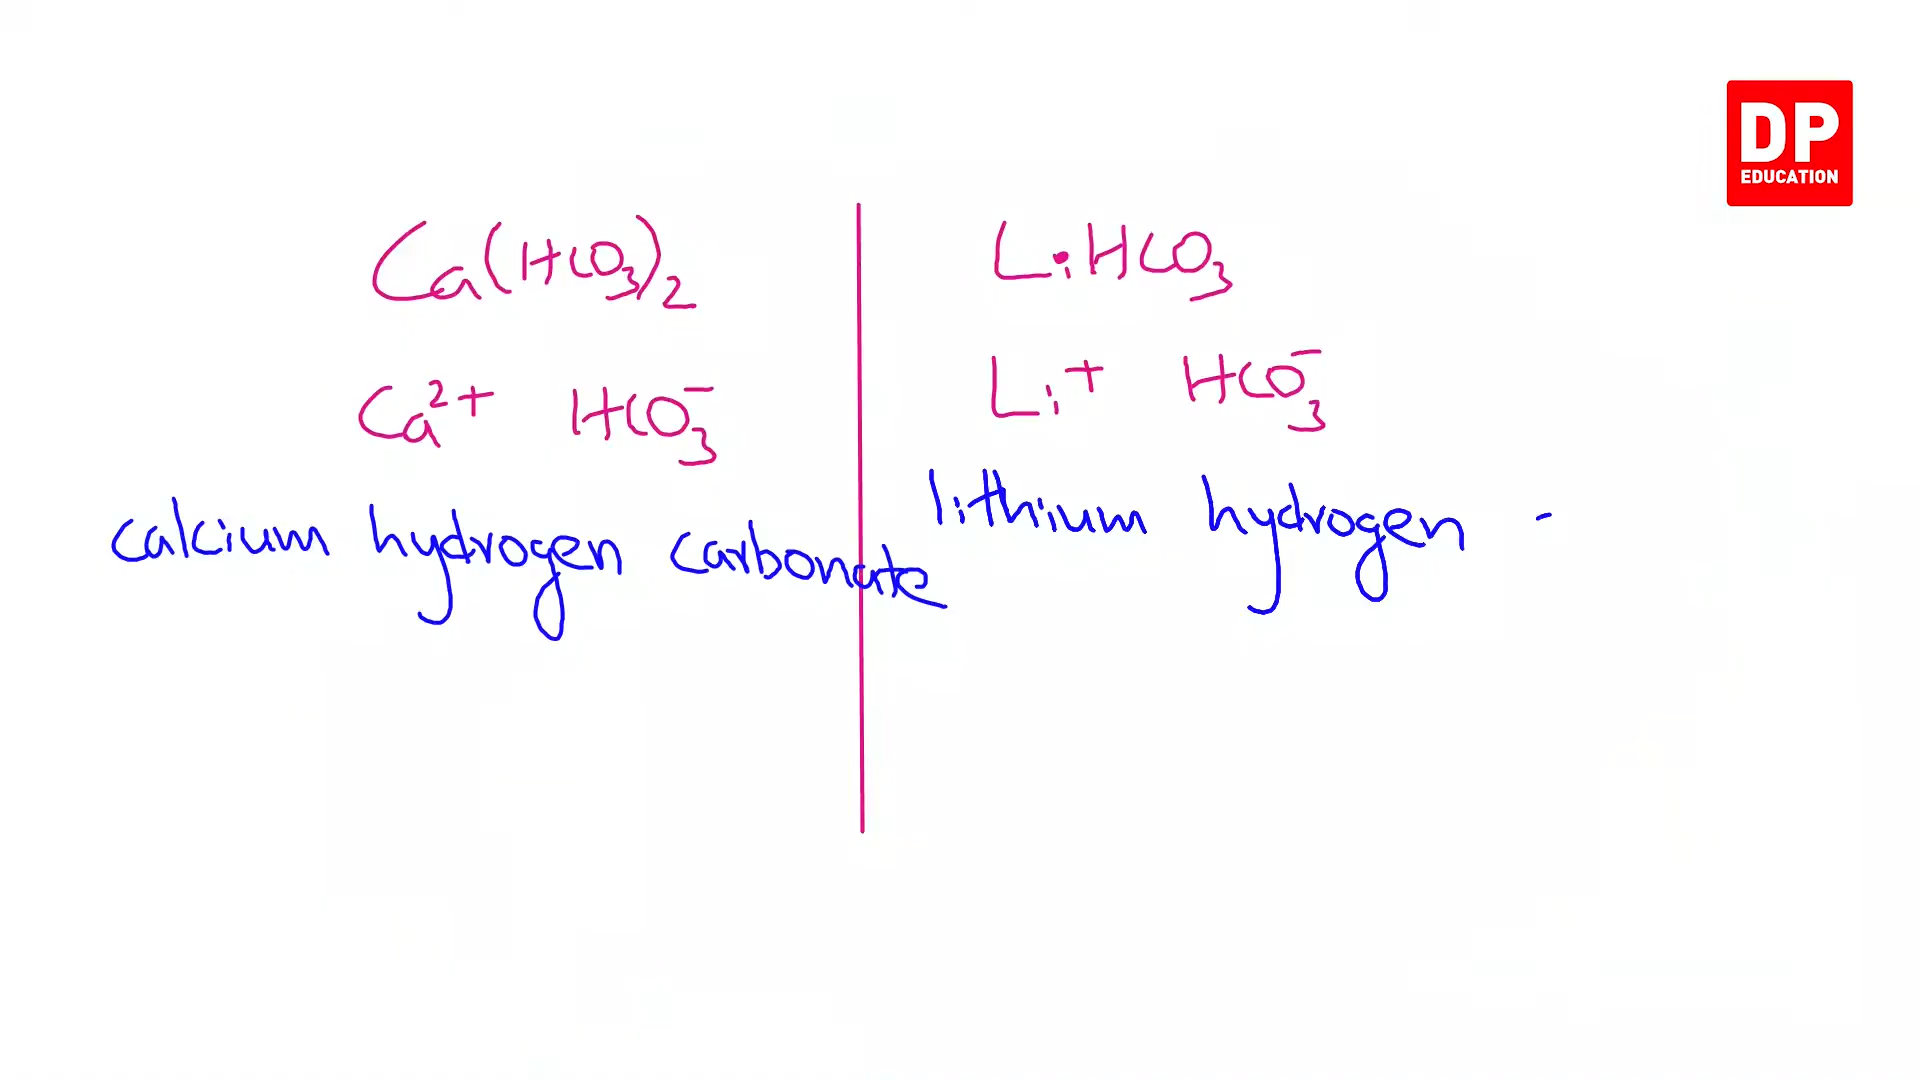 DP
EDUCATION
Ca(HCO₃)₂
Ca²⁺ HCO₃⁻
calcium hydrogen carbonate
LiHCO₃
Li⁺ HCO₃⁻
lithium hydrogen